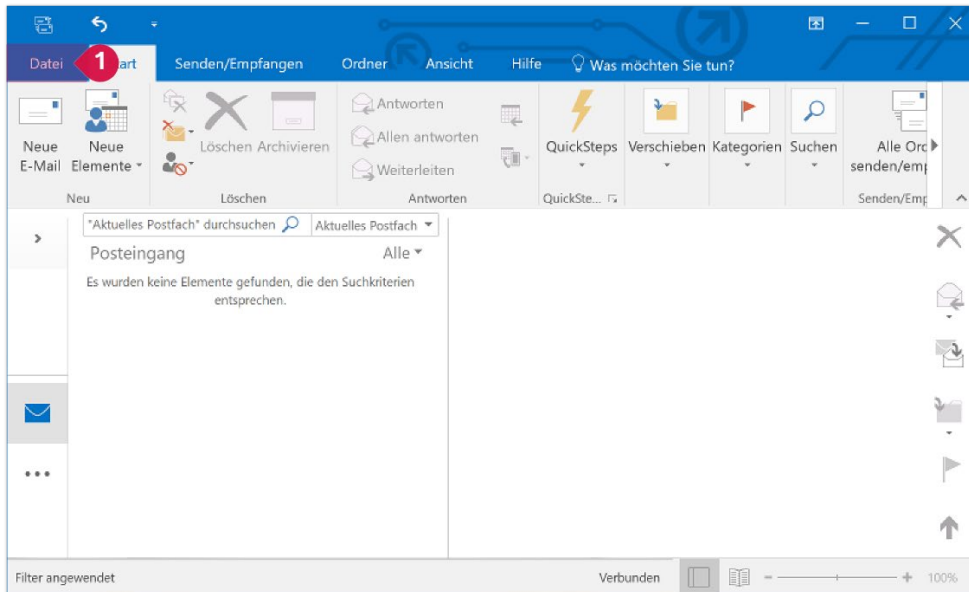 Datei
1
art
Senden/Empfangen
Ordner
Ansicht
Hilfe
Was möchten Sie tun?
Neue
E-Mail
Neue
Elemente
Neu
Löschen
Archivieren
Löschen
Antworten
Allen antworten
Weiterleiten
Antworten
QuickSteps
QuickSte...
Verschieben
Kategorien
Suchen
Alle Ord
senden/emp
Senden/Emp
"Aktuelles Postfach" durchsuchen
Aktuelles Postfach
Posteingang
Alle
Es wurden keine Elemente gefunden, die den Suchkriterien
entsprechen.
Filter angewendet
Verbunden
100%